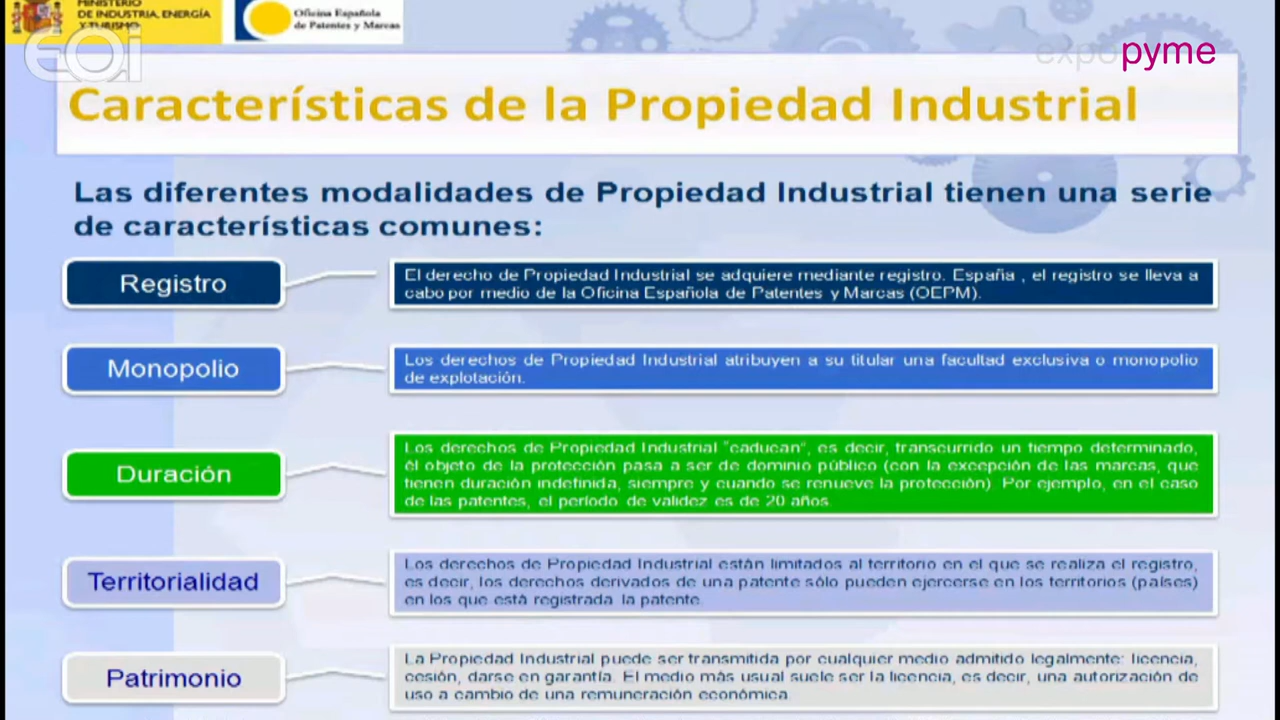 MINISTERIO
DE INDUSTRIA, ENERGÍA
Y TURISMO
Oficina Española
de Patentes y Marcas
eoi
expopyme
Características de la Propiedad Industrial
Las diferentes modalidades de Propiedad Industrial tienen una serie
de características comunes:
Registro
El derecho de Propiedad Industrial se adquiere mediante registro. España , el registro se lleva a
cabo por medio de la Oficina Española de Patentes y Marcas (OEPM).
Monopolio
Los derechos de Propiedad Industrial atribuyen a su titular una facultad exclusiva o monopolio
de explotación.
Duración
Los derechos de Propiedad Industrial "caducan", es decir, transcurrido un tiempo determinado,
él objeto de la protección pasa a ser de dominio público (con la excepción de las marcas, que
tienen duración indefinida, siempre y cuando se renueve la protección). Por ejemplo, en el caso
de las patentes, el período de validez es de 20 años.
Territorialidad
Los derechos de Propiedad Industrial están limitados al territorio en el que se realiza el registro,
es decir, los derechos derivados de una patente sólo pueden ejercerse en los territorios (países)
en los que está registrada la patente.
Patrimonio
La Propiedad Industrial puede ser transmitida por cualquier medio admitido legalmente: licencia,
cesión, darse en garantía. El medio más usual suele ser la licencia, es decir, una autorización de
uso a cambio de una remuneración económica.